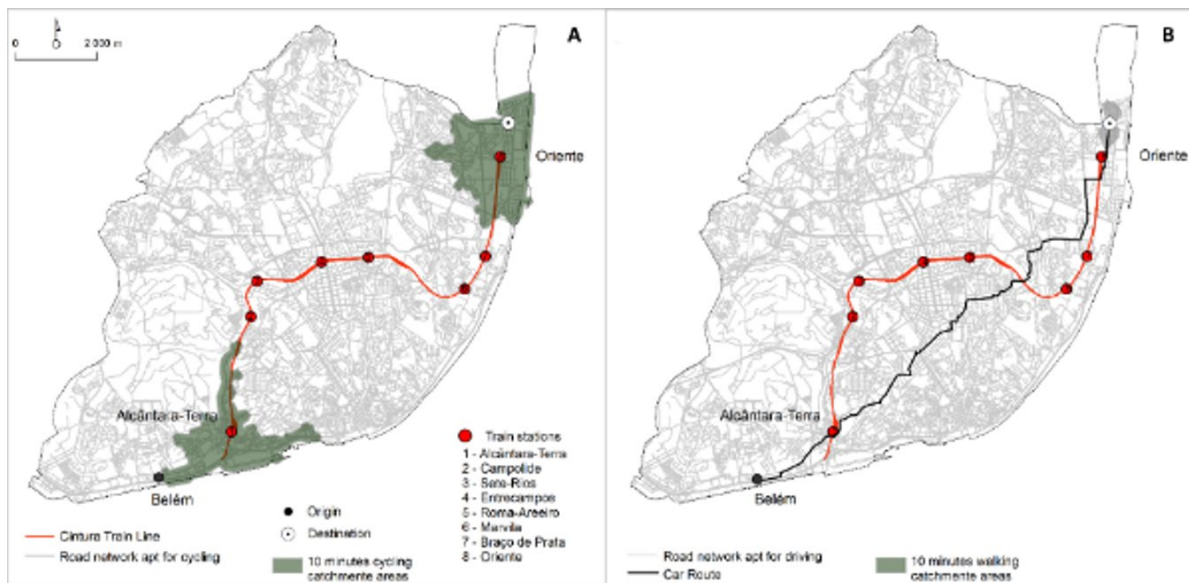 A
0
2 000 m
Oriente
Alcântara-Terra
Belém
Train stations
1 - Alcântara-Terra
2 - Campolide
3 - Sete-Rios
4 - Entrecampos
5 - Roma-Areeiro
6 - Marvila
7 - Braço de Prata
8 - Oriente
Origin
Destination
Cintura Train Line
Road network apt for cycling
10 minutes cycling
catchmente areas
B
Oriente
Alcântara-Terra
Belém
Road network apt for driving
Car Route
10 minutes walking
catchmente areas